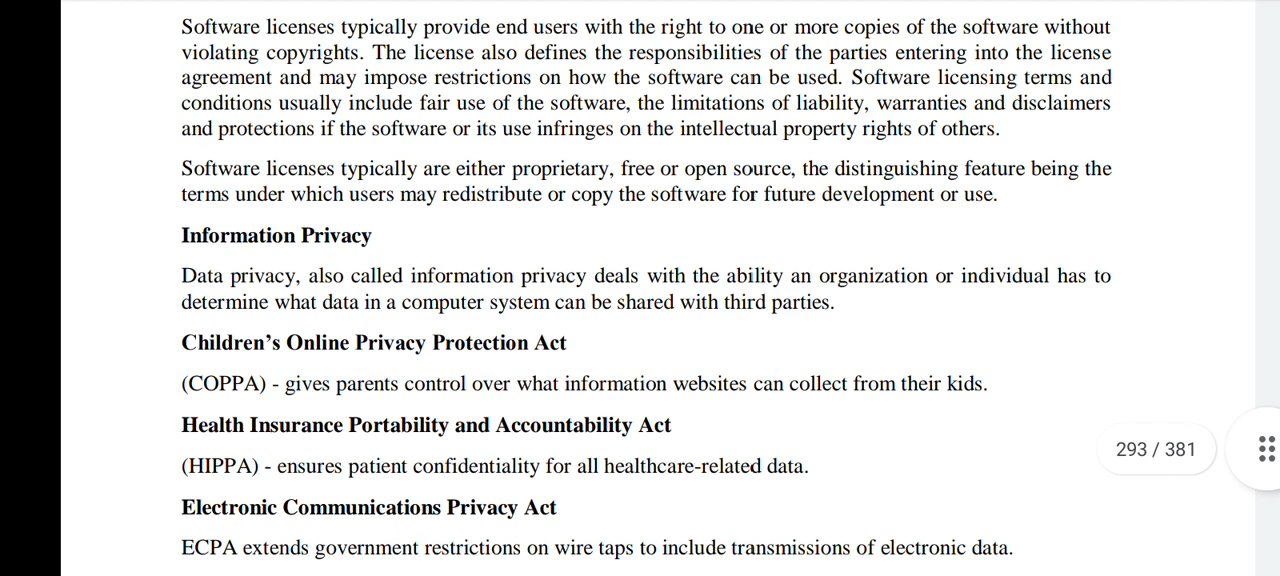 Software licenses typically provide end users with the right to one or more copies of the software without
violating copyrights. The license also defines the responsibilities of the parties entering into the license
agreement and may impose restrictions on how the software can be used. Software licensing terms and
conditions usually include fair use of the software, the limitations of liability, warranties and disclaimers
and protections if the software or its use infringes on the intellectual property rights of others.
Software licenses typically are either proprietary, free or open source, the distinguishing feature being the
terms under which users may redistribute or copy the software for future development or use.
Information Privacy
Data privacy, also called information privacy deals with the ability an organization or individual has to
determine what data in a computer system can be shared with third parties.
Children’s Online Privacy Protection Act
(COPPA) - gives parents control over what information websites can collect from their kids.
Health Insurance Portability and Accountability Act
(HIPPA) - ensures patient confidentiality for all healthcare-related data.
Electronic Communications Privacy Act
ECPA extends government restrictions on wire taps to include transmissions of electronic data.
293 / 381